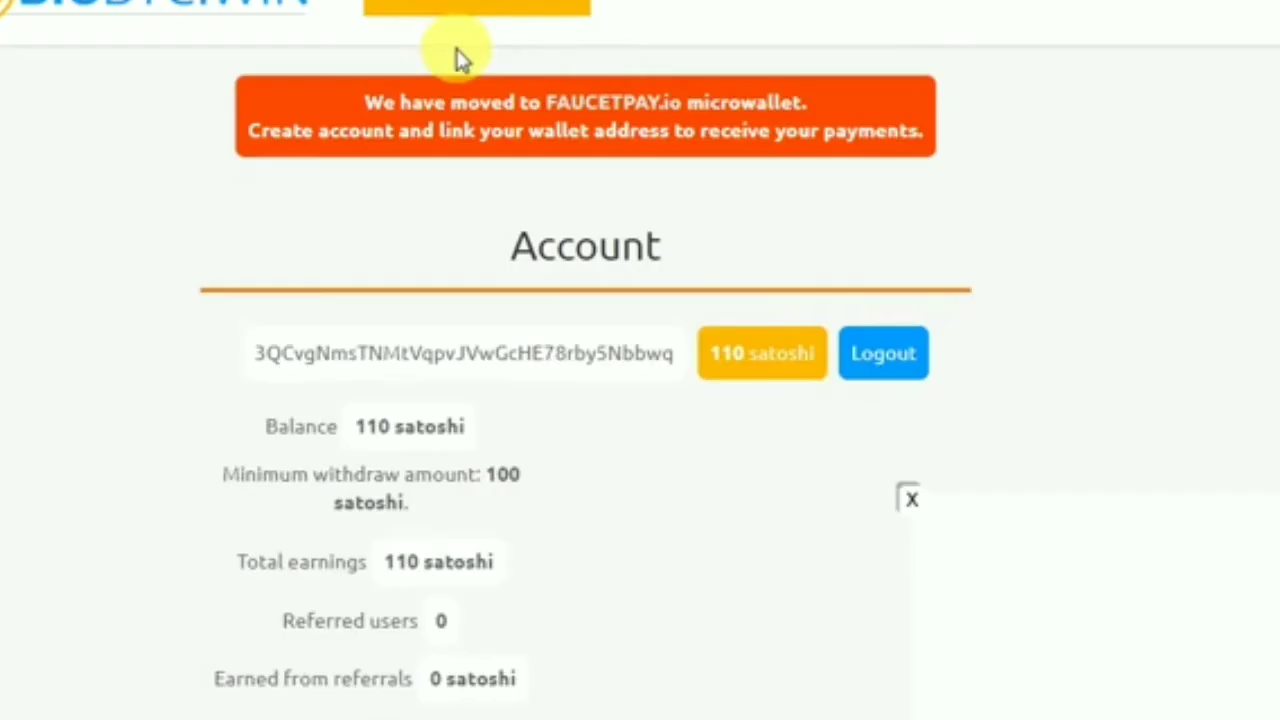 We have moved to FAUCETPAY.io microwallet.
Create account and link your wallet address to receive your payments.
Account
3QCvgNmsTNMtVqpvJVwGcHE78rby5Nbbwq 110 satoshi Logout
Balance 110 satoshi
Minimum withdraw amount: 100
satoshi.
X
Total earnings 110 satoshi
Referred users 0
Earned from referrals 0 satoshi